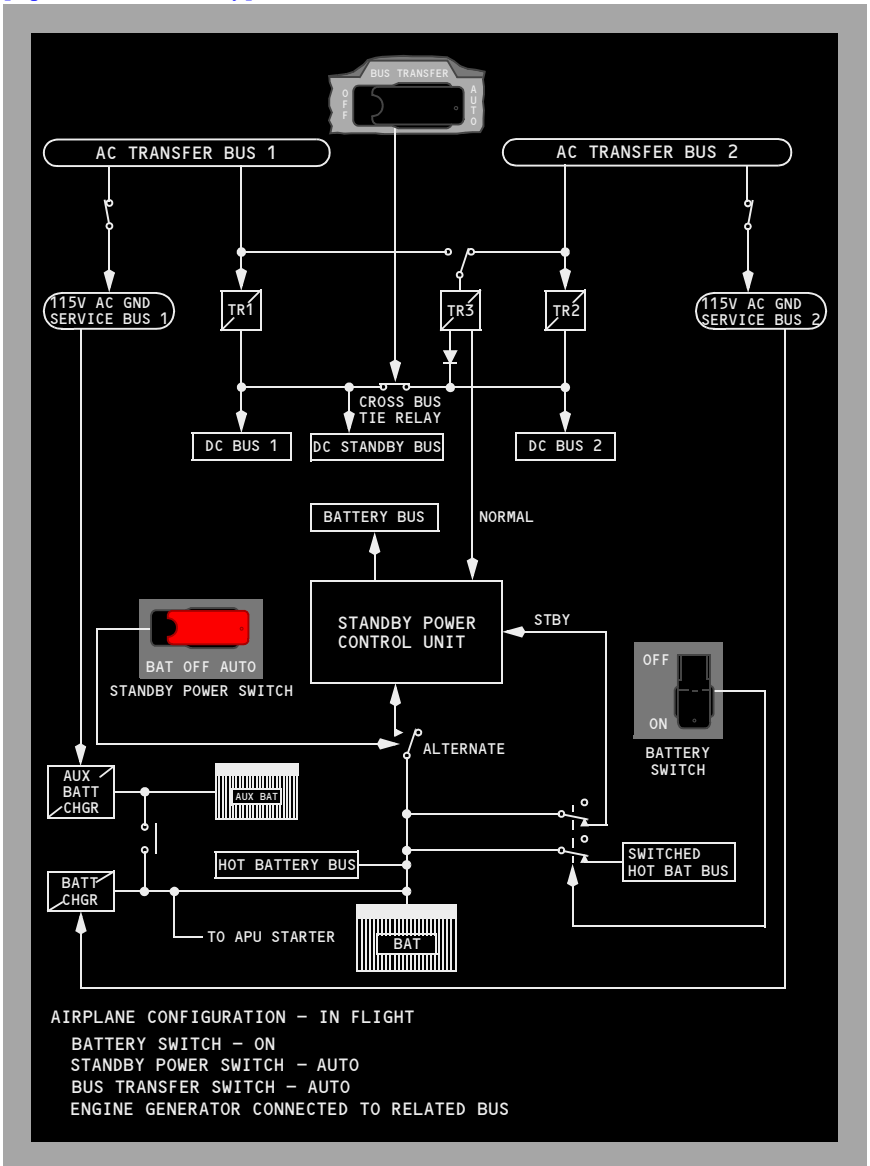 BUS TRANSFER
OFF
AUTO
AC TRANSFER BUS 1
AC TRANSFER BUS 2
115V AC GND
SERVICE BUS 1
TR1
TR3
TR2
115V AC GND
SERVICE BUS 2
CROSS BUS
TIE RELAY
DC BUS 1
DC STANDBY BUS
DC BUS 2
BATTERY BUS
NORMAL
STANDBY POWER
CONTROL UNIT
STBY
BAT OFF AUTO
STANDBY POWER SWITCH
OFF
ON
BATTERY
SWITCH
ALTERNATE
AUX
BATT
CHGR
AUX BAT
HOT BATTERY BUS
SWITCHED
HOT BAT BUS
BATT
CHGR
TO APU STARTER
BAT
AIRPLANE CONFIGURATION – IN FLIGHT
BATTERY SWITCH – ON
STANDBY POWER SWITCH – AUTO
BUS TRANSFER SWITCH – AUTO
ENGINE GENERATOR CONNECTED TO RELATED BUS